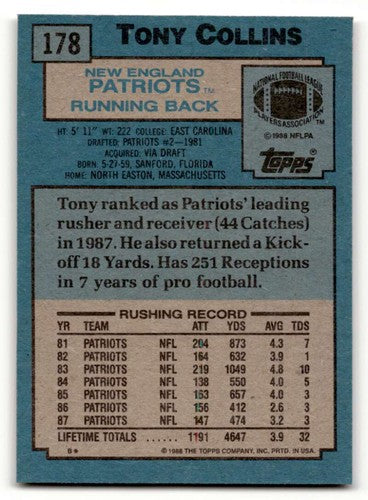 178
TONY COLLINS
NEW ENGLAND
PATRIOTS™
RUNNING BACK
NATIONAL FOOTBALL LEAGUE
PLAYERS ASSOCIATION
©1988 NFLPA
TOPPS
HT: 5' 11" WT: 222 COLLEGE: EAST CAROLINA
DRAFTED: PATRIOTS #2—1981
ACQUIRED: VIA DRAFT
BORN: 5-27-59, SANFORD, FLORIDA
HOME: NORTH EASTON, MASSACHUSETTS
Tony ranked as Patriots' leading
rusher and receiver (44 Catches)
in 1987. He also returned a Kick-
off 18 Yards. Has 251 Receptions
in 7 years of pro football.
RUSHING RECORD
YR TEAM ATT YDS AVG TDS
81 PATRIOTS NFL 204 873 4.3 7
82 PATRIOTS NFL 164 632 3.9 1
83 PATRIOTS NFL 219 1049 4.8 10
84 PATRIOTS NFL 138 550 4.0 5
85 PATRIOTS NFL 163 657 4.0 3
86 PATRIOTS NFL 156 412 2.6 3
87 PATRIOTS NFL 147 474 3.2 3
LIFETIME TOTALS ..... 1191 4647 3.9 32
B* ©1988 THE TOPPS COMPANY, INC. PRTD. IN U.S.A.